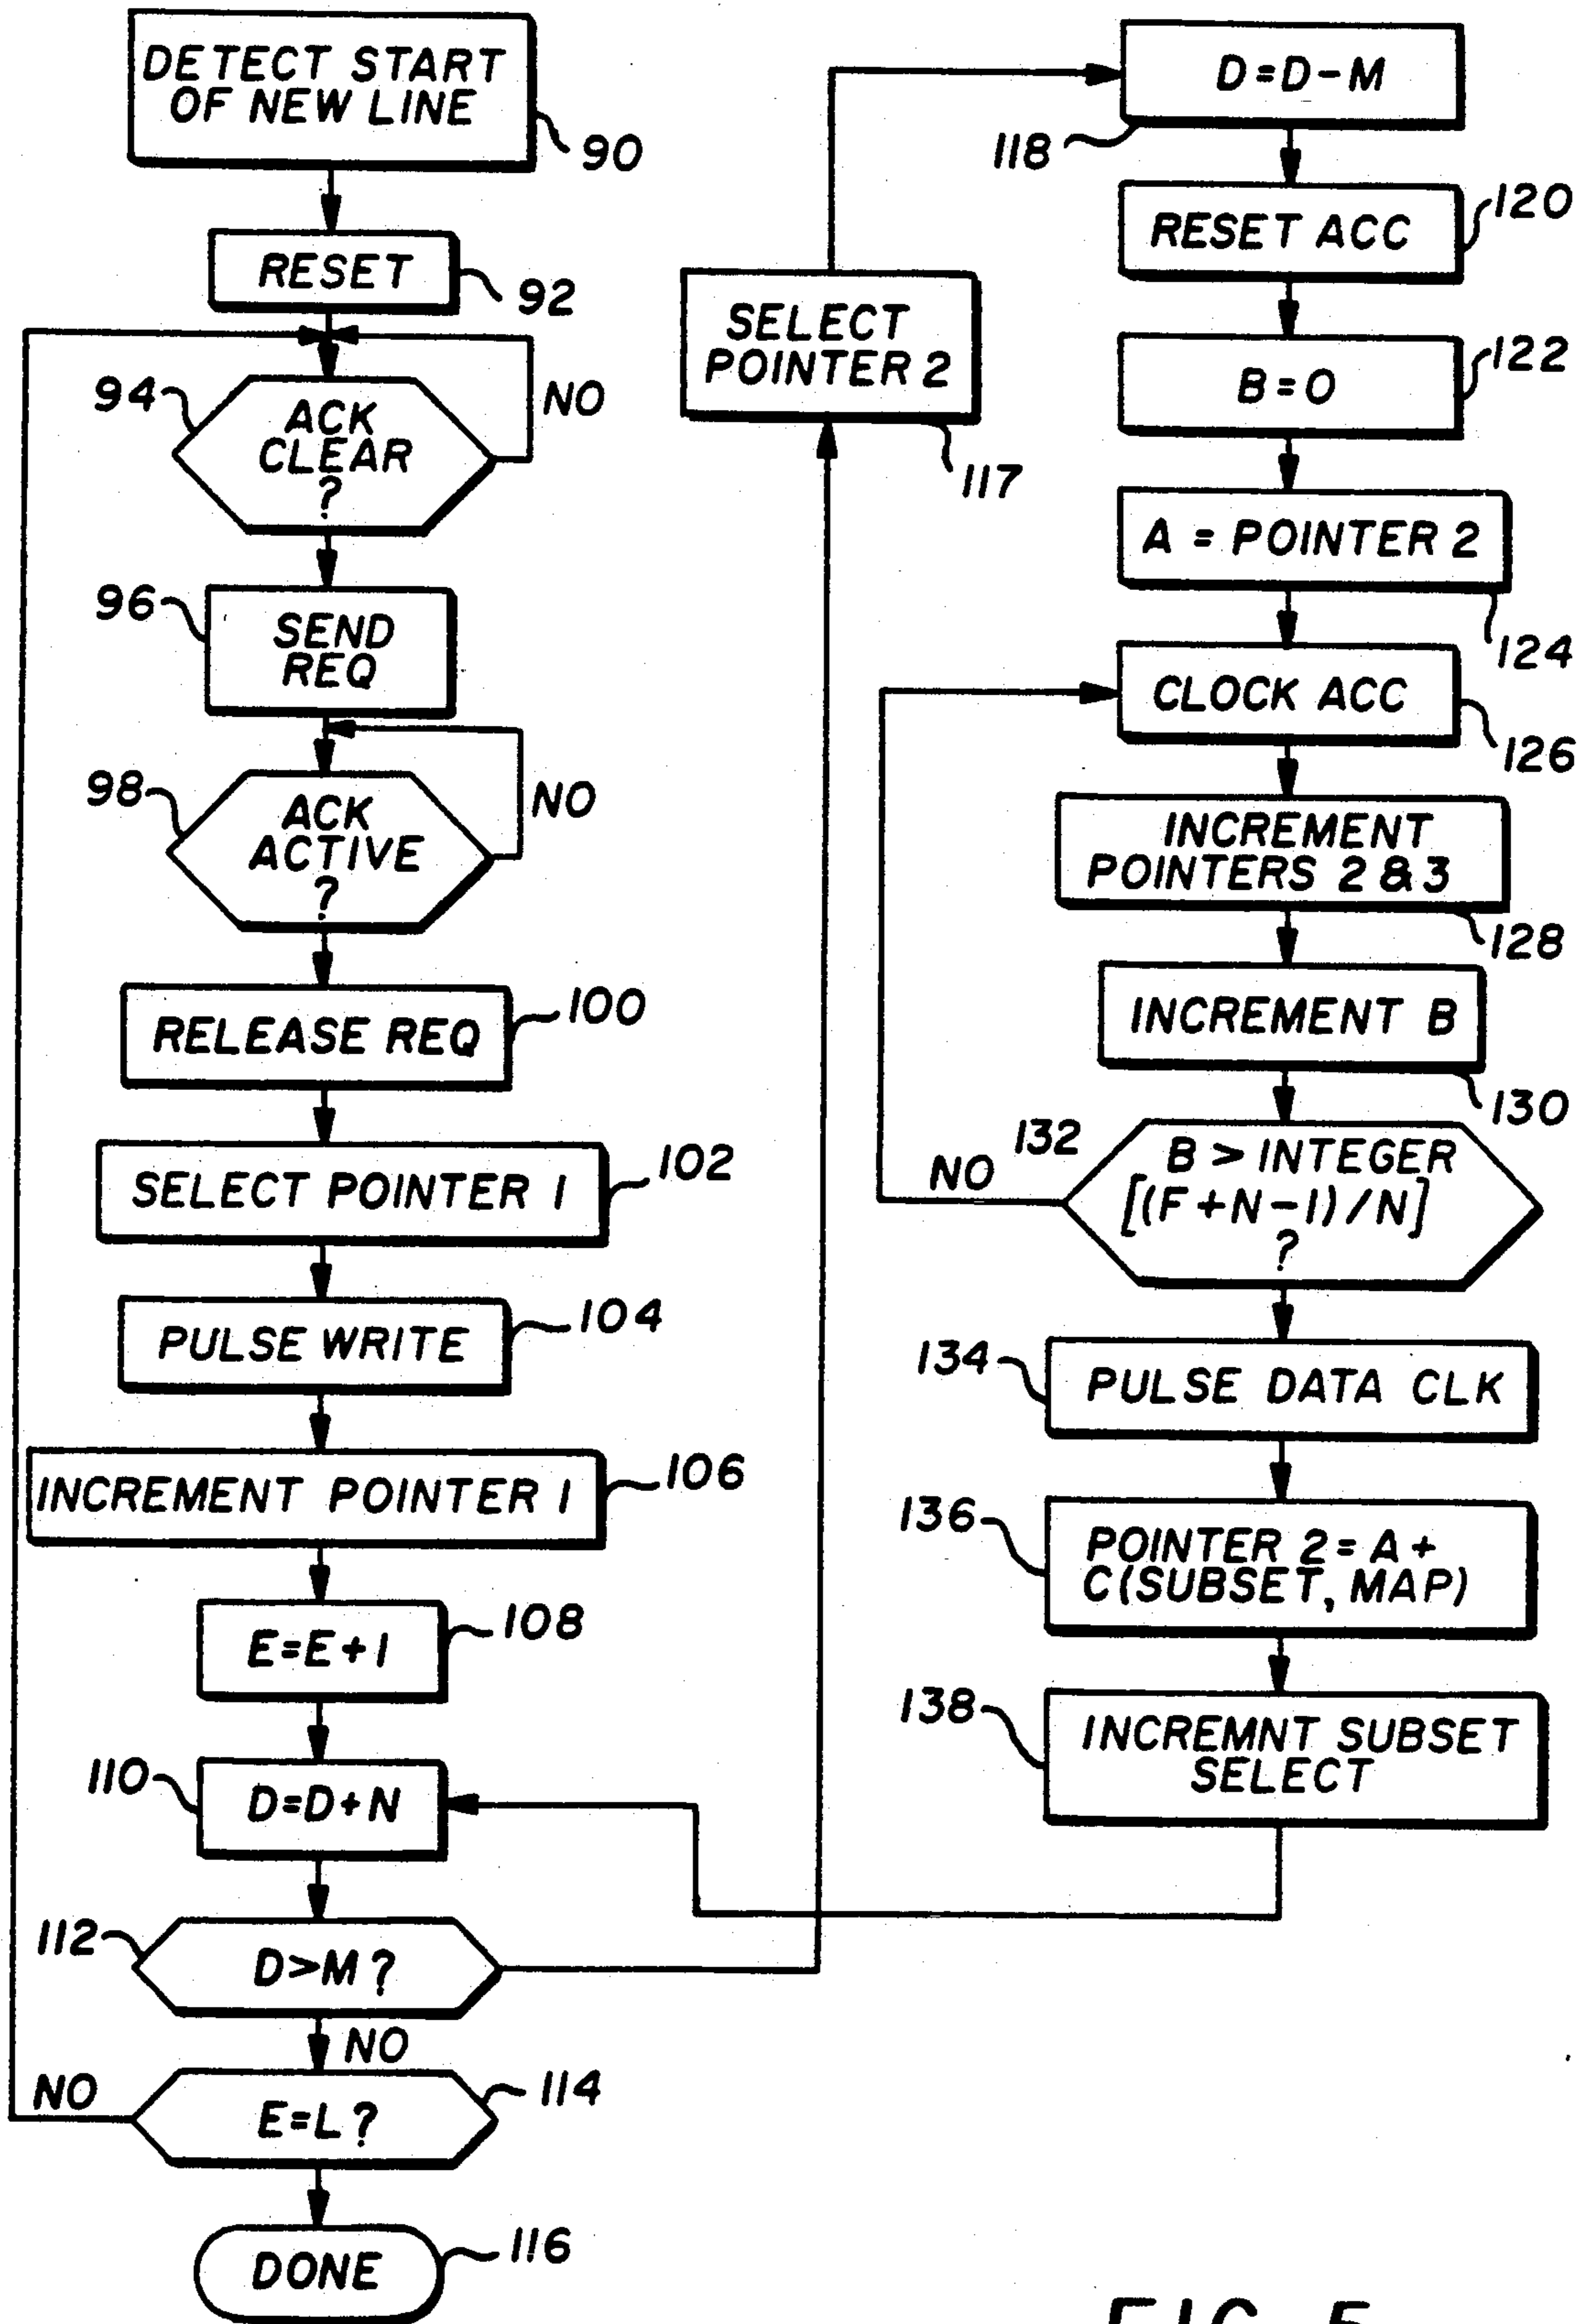 DETECT START
OF NEW LINE
90
RESET
92
94
ACK
CLEAR
?
NO
96
SEND
REQ
98
ACK
ACTIVE
?
NO
RELEASE REQ
100
SELECT POINTER 1
102
PULSE WRITE
104
INCREMENT POINTER 1
106
E=E+1
108
110
D=D+N
112
D>M?
NO
NO
E=L?
114
DONE
116
SELECT
POINTER 2
117
D=D-M
118
RESET ACC
120
B=0
122
A = POINTER 2
124
CLOCK ACC
126
INCREMENT
POINTERS 2 & 3
128
INCREMENT B
130
132
NO
B > INTEGER
[(F+N-1)/N]
?
134
PULSE DATA CLK
136
POINTER 2 = A +
C(SUBSET, MAP)
138
INCREMNT SUBSET
SELECT
FIG. 5